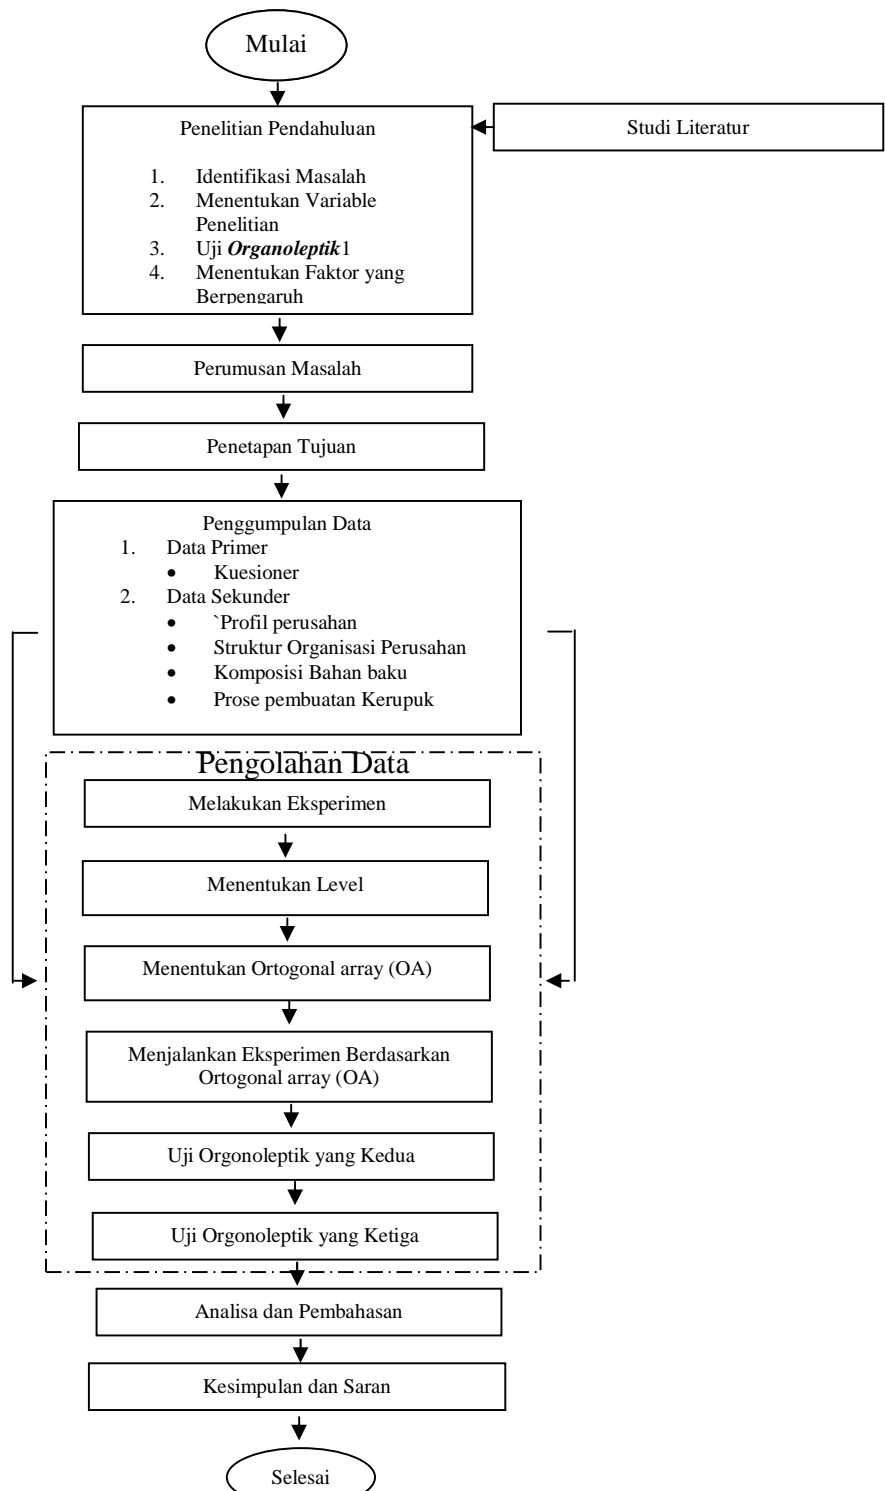 Mulai
Penelitian Pendahuluan
Studi Literatur
1. Identifikasi Masalah
2. Menentukan Variable
Penelitian
3. Uji Organoleptik1
4. Menentukan Faktor yang
Berpengaruh
Perumusan Masalah
Penetapan Tujuan
Penggumpulan Data
1. Data Primer
• Kuesioner
2. Data Sekunder
• `Profil perusahan
• Struktur Organisasi Perusahan
• Komposisi Bahan baku
• Prose pembuatan Kerupuk
Pengolahan Data
Melakukan Eksperimen
Menentukan Level
Menentukan Ortogonal array (OA)
Menjalankan Eksperimen Berdasarkan
Ortogonal array (OA)
Uji Orgonoleptik yang Kedua
Uji Orgonoleptik yang Ketiga
Analisa dan Pembahasan
Kesimpulan dan Saran
Selesai